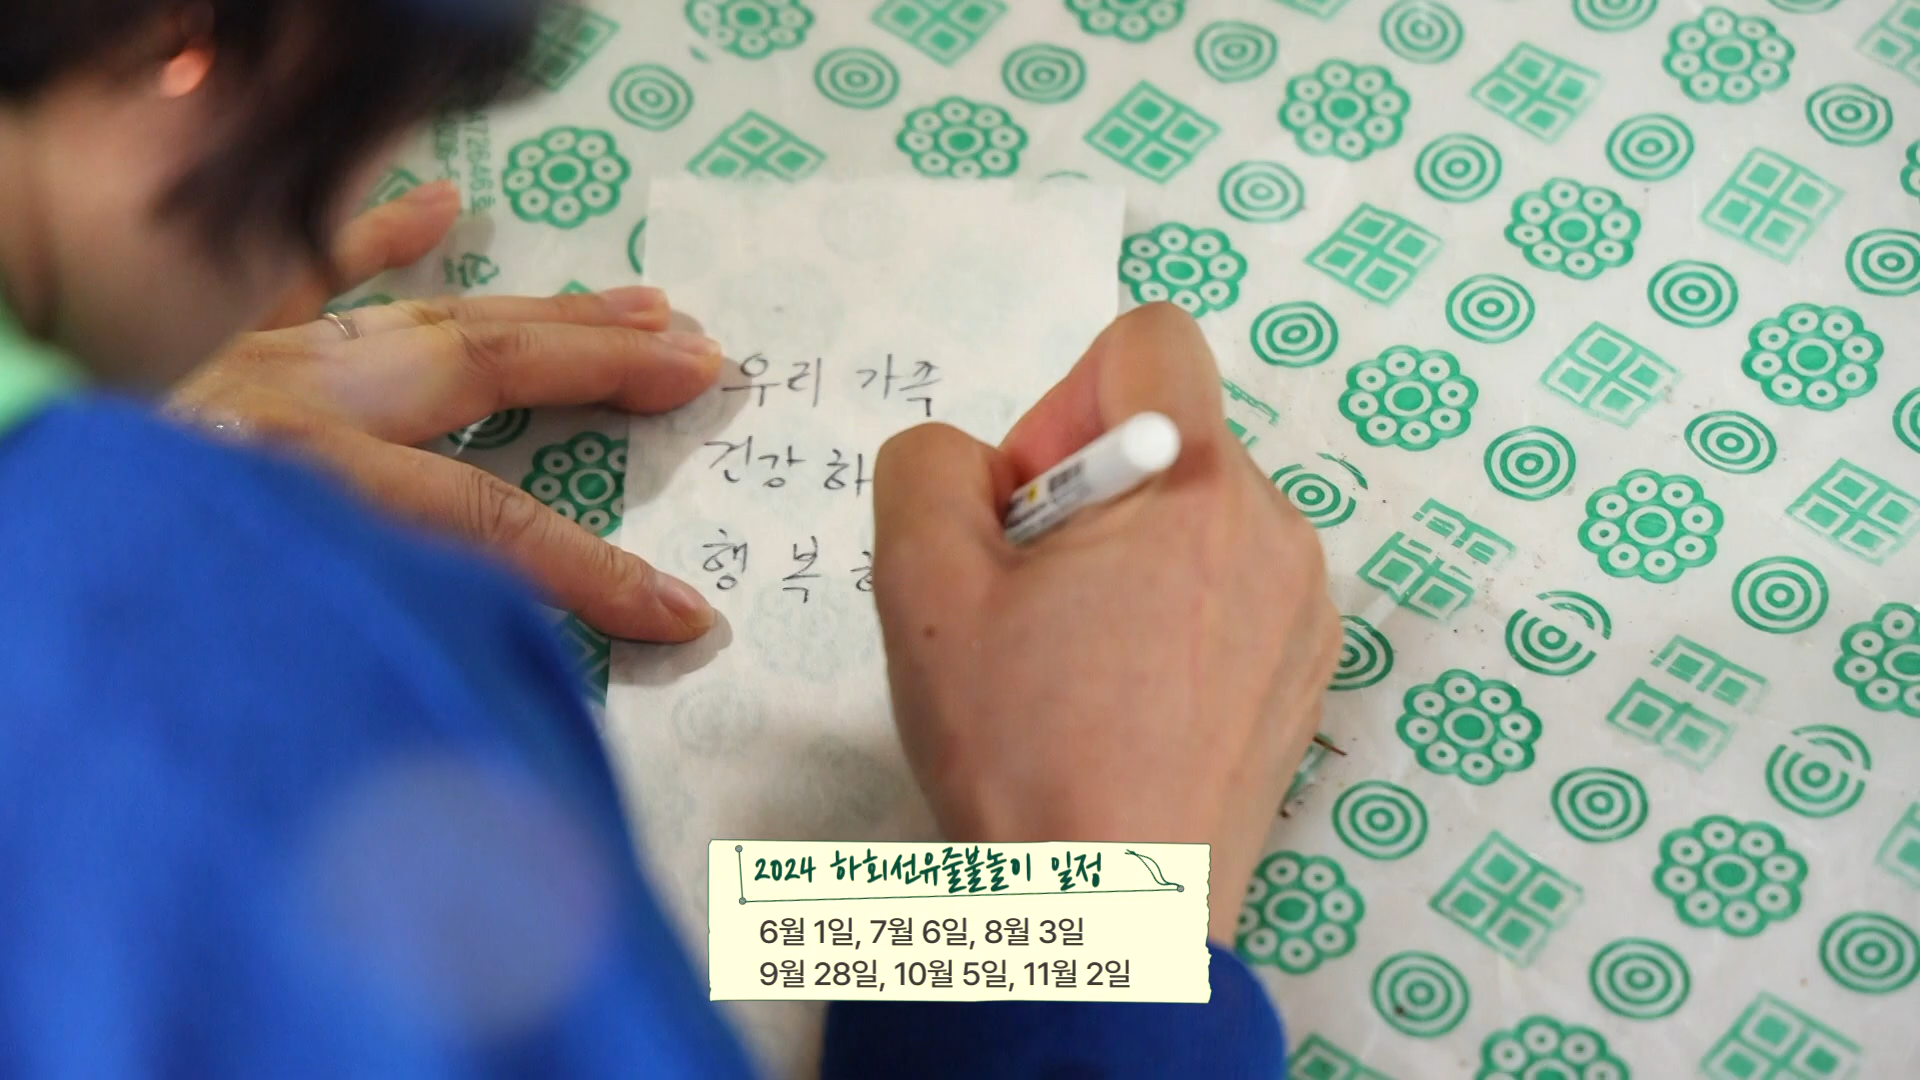 우리 가족
건강하
행복
2024 하회선유줄불놀이 일정
6월 1일, 7월 6일, 8월 3일
9월 28일, 10월 5일, 11월 2일